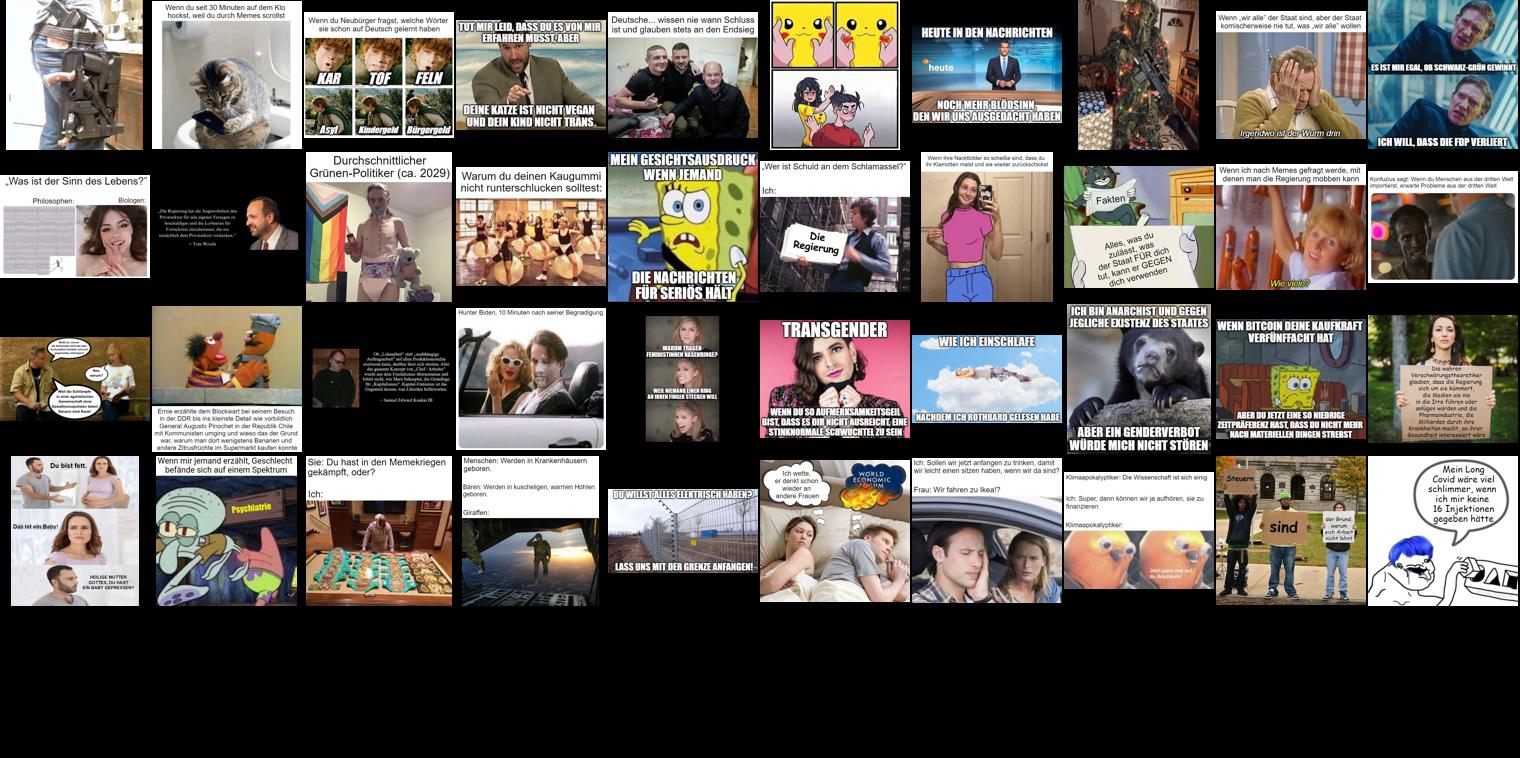 Wenn du seit 30 Minuten auf dem Klo
hockst, weil du durch Memes scrollst
Wenn du Neubürger fragst, welche Wörter
sie schon auf Deutsch gelernt haben
KAR
TOF
FELN
Asyl
Kindergeld
Bürgergeld
TUT MIR LEID, DASS DU ES VON MIR
ERFAHREN MUSST, ABER
DEINE KATZE IST NICHT VEGAN
UND DEIN KIND NICHT TRANS.
Deutsche... wissen nie wann Schluss
ist und glauben stets an den Endsieg
HEUTE IN DEN NACHRICHTEN
heute
NOCH MEHR BLÖDSINN,
DEN WIR UNS AUSGEDACHT HABEN
Wenn „wir alle" der Staat sind, aber der Staat
komischerweise nie tut, was „wir alle" wollen
Irgendwo ist der Wurm drin
ES IST MIR EGAL, OB SCHWARZ-GRÜN GEWINNT
ICH WILL, DASS DIE FDP VERLIERT
„Was ist der Sinn des Lebens?"
Philosophen:
Biologen:
„Die Regierung hat die Angewohnheit, den
Privatsektor für sein eigenes Versagen zu
beschuldigen und die Lorbeeren für
Fortschritte einzuheimsen, die wir
tatsächlich dem Privatsektor verdanken."
~ Tom Woods
Durchschnittlicher
Grünen-Politiker (ca. 2029)
Warum du deinen Kaugummi
nicht runterschlucken solltest:
MEIN GESICHTSAUSDRUCK
WENN JEMAND
DIE NACHRICHTEN
FÜR SERIÖS HÄLT
„Wer ist Schuld an dem Schlamassel?"
Ich:
Die
Regierung
Wenn ihre Nacktbilder so scheiße sind, dass du
ihr Klamotten malst und sie wieder zurückschickst
Fakten
Alles, was du
zulässt, was
der Staat FÜR dich
tut, kann er GEGEN
dich verwenden
Wenn ich nach Memes gefragt werde, mit
denen man die Regierung mobben kann
Wie viele?
Konfuzius sagt: Wenn du Menschen aus der dritten Welt
importierst, erwarte Probleme aus der dritten Welt
Ernie erzählte dem Blockwart bei seinem Besuch
in der DDR bis ins kleinste Detail wie vorbildlich
General Augusto Pinochet in der Republik Chile
mit Kommunisten umging und wieso das der Grund
war, warum man dort wenigstens Bananen und
andere Zitrusfrüchte im Supermarkt kaufen konnte
~ Samuel Edward Konkin III
Hunter Biden, 10 Minuten nach seiner Begnadigung
WARUM TRAGEN
FEMINISTINNEN NASENRINGE?
WEIL NIEMAND EINEN RING
AN IHREN FINGER STECKEN WILL
TRANSGENDER
WENN DU SO AUFMERKSAMKEITSGEIL
BIST, DASS ES DIR NICHT AUSREICHT, EINE
STINKNORMALE SCHWUCHTEL ZU SEIN
WIE ICH EINSCHLAFE
NACHDEM ICH ROTHBARD GELESEN HABE
ICH BIN ANARCHIST UND GEGEN
JEGLICHE EXISTENZ DES STAATES
ABER EIN GENDERVERBOT
WÜRDE MICH NICHT STÖREN
WENN BITCOIN DEINE KAUFKRAFT
VERFÜNFFACHT HAT
ABER DU JETZT EINE SO NIEDRIGE
ZEITPRÄFERENZ HAST, DASS DU NICHT MEHR
NACH MATERIELLEN DINGEN STREBST
Die wahren
Verschwörungstheoretiker
glauben, dass die Regierung
sich um sie kümmert,
die Medien sie nie
in die Irre führen oder
anlügen würden und die
Pharmaindustrie, die
Milliarden durch ihre
Krankheiten macht, an ihrer
Gesundheit interessiert wäre
Du bist fett.
Das ist ein Baby!
HEILIGE MUTTER
GOTTES, DU HAST
EIN BABY GEFRESSEN?
Wenn mir jemand erzählt, Geschlecht
befände sich auf einem Spektrum
Psychiatrie
Sie: Du hast in den Memekriegen
gekämpft, oder?
Ich:
Menschen: Werden in Krankenhäusern
geboren.
Bären: Werden in kuscheligen, warmen Höhlen
geboren.
Giraffen:
DU WILLST ALLES ELEKTRISCH HABEN?
LASS UNS MIT DER GRENZE ANFANGEN!
Ich wette,
er denkt schon
wieder an
andere Frauen
WORLD
ECONOMIC
FORUM
Ich: Sollen wir jetzt anfangen zu trinken, damit
wir leicht einen sitzen haben, wenn wir da sind?
Frau: Wir fahren zu Ikea!?
Klimaapokalyptiker: Die Wissenschaft ist sich einig
Ich: Super, dann können wir ja aufhören, sie zu
finanzieren
Klimaapokalyptiker:
Jetzt pass mal auf,
du Arschloch!
Steuern
sind
der Grund,
warum
sich Arbeit
nicht lohnt
Mein Long
Covid wäre viel
schlimmer, wenn
ich mir keine
16 Injektionen
gegeben hätte